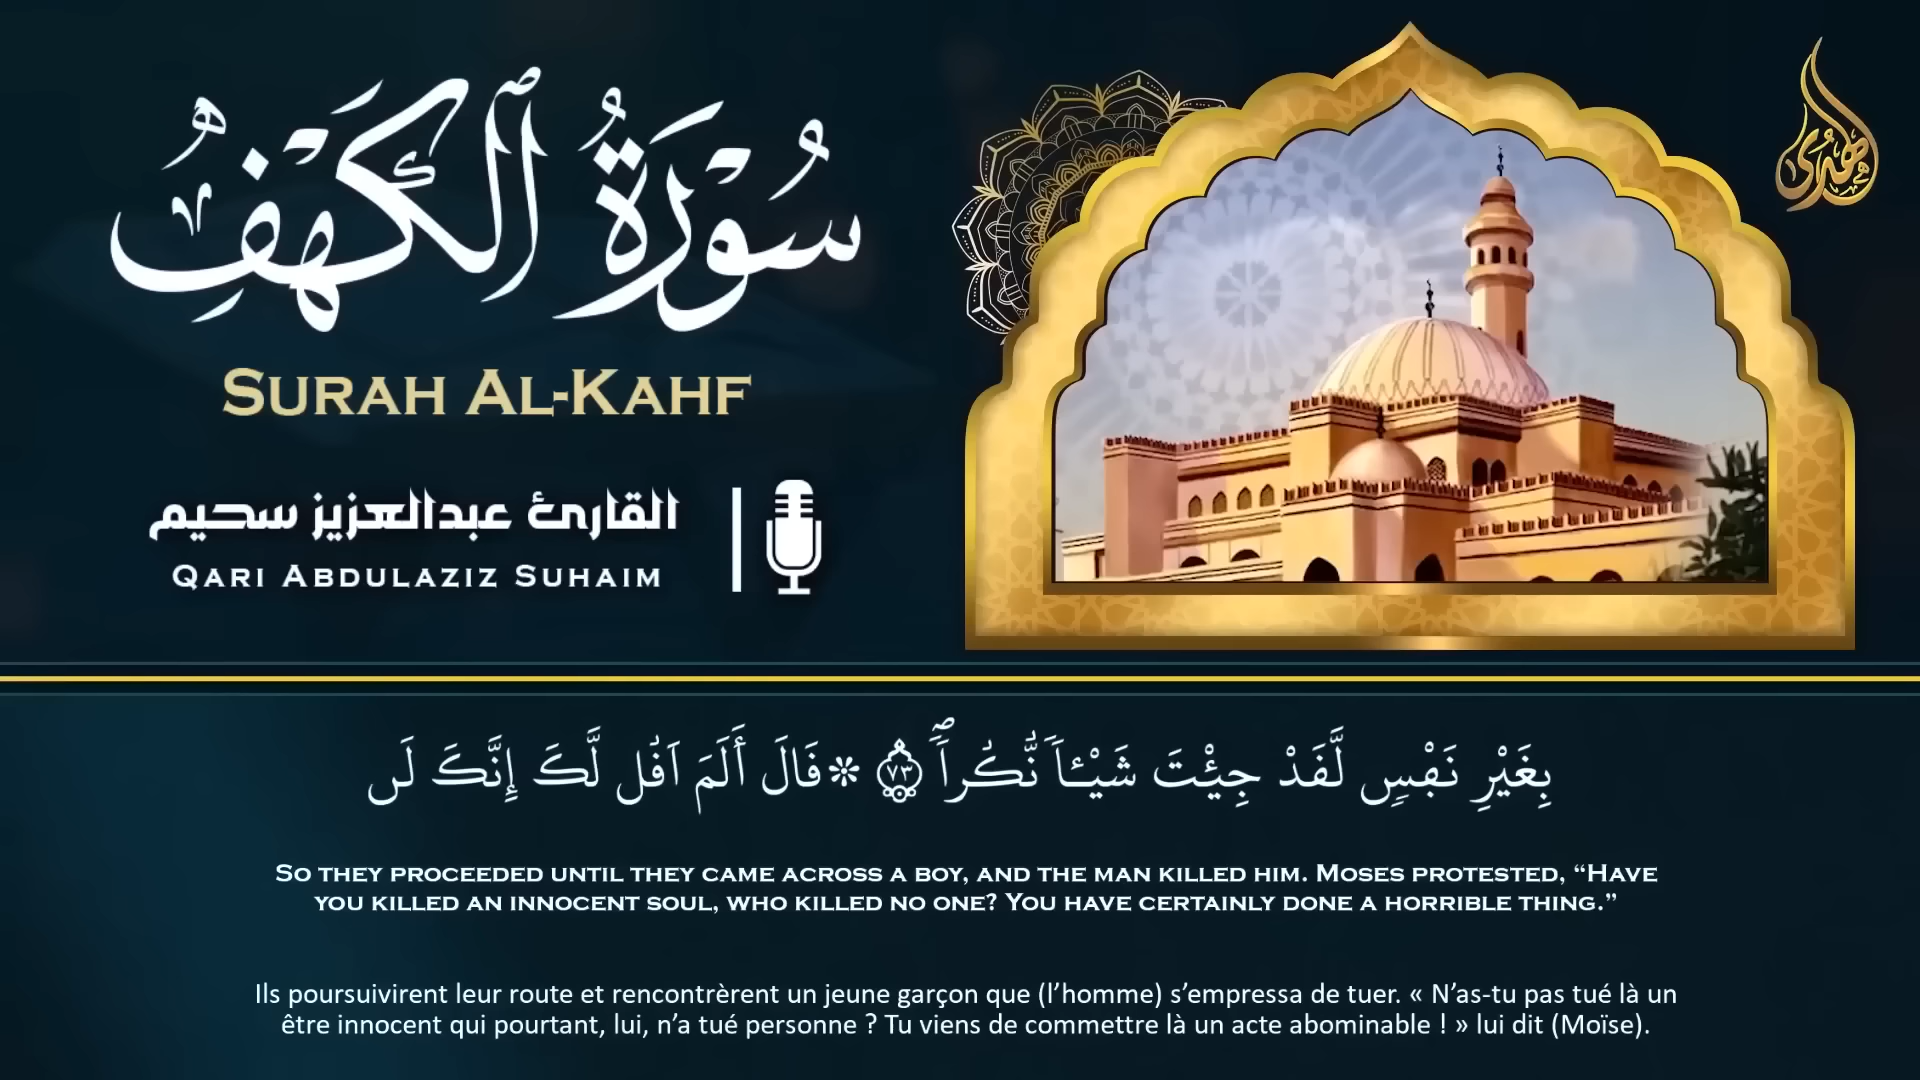 سُورَةُ ٱلْكَهْفِ
SURAH AL-KAHF
القارئ عبدالعزيز سحيم
QARI ABDULAZIZ SUHAIM
الهدى
بِغَيْرِ نَفْسٖ لَّقَدْ جِئْتَ شَيْـٔاٗ نُّكُراٗۖ ٧٣ ۞ قَالَ أَلَمَ اَقُل لَّكَ إِنَّكَ لَن
SO THEY PROCEEDED UNTIL THEY CAME ACROSS A BOY, AND THE MAN KILLED HIM. MOSES PROTESTED, “HAVE
YOU KILLED AN INNOCENT SOUL, WHO KILLED NO ONE? YOU HAVE CERTAINLY DONE A HORRIBLE THING.”
Ils poursuivirent leur route et rencontrèrent un jeune garçon que (l’homme) s’empressa de tuer. « N’as-tu pas tué là un
être innocent qui pourtant, lui, n’a tué personne ? Tu viens de commettre là un acte abominable ! » lui dit (Moïse).